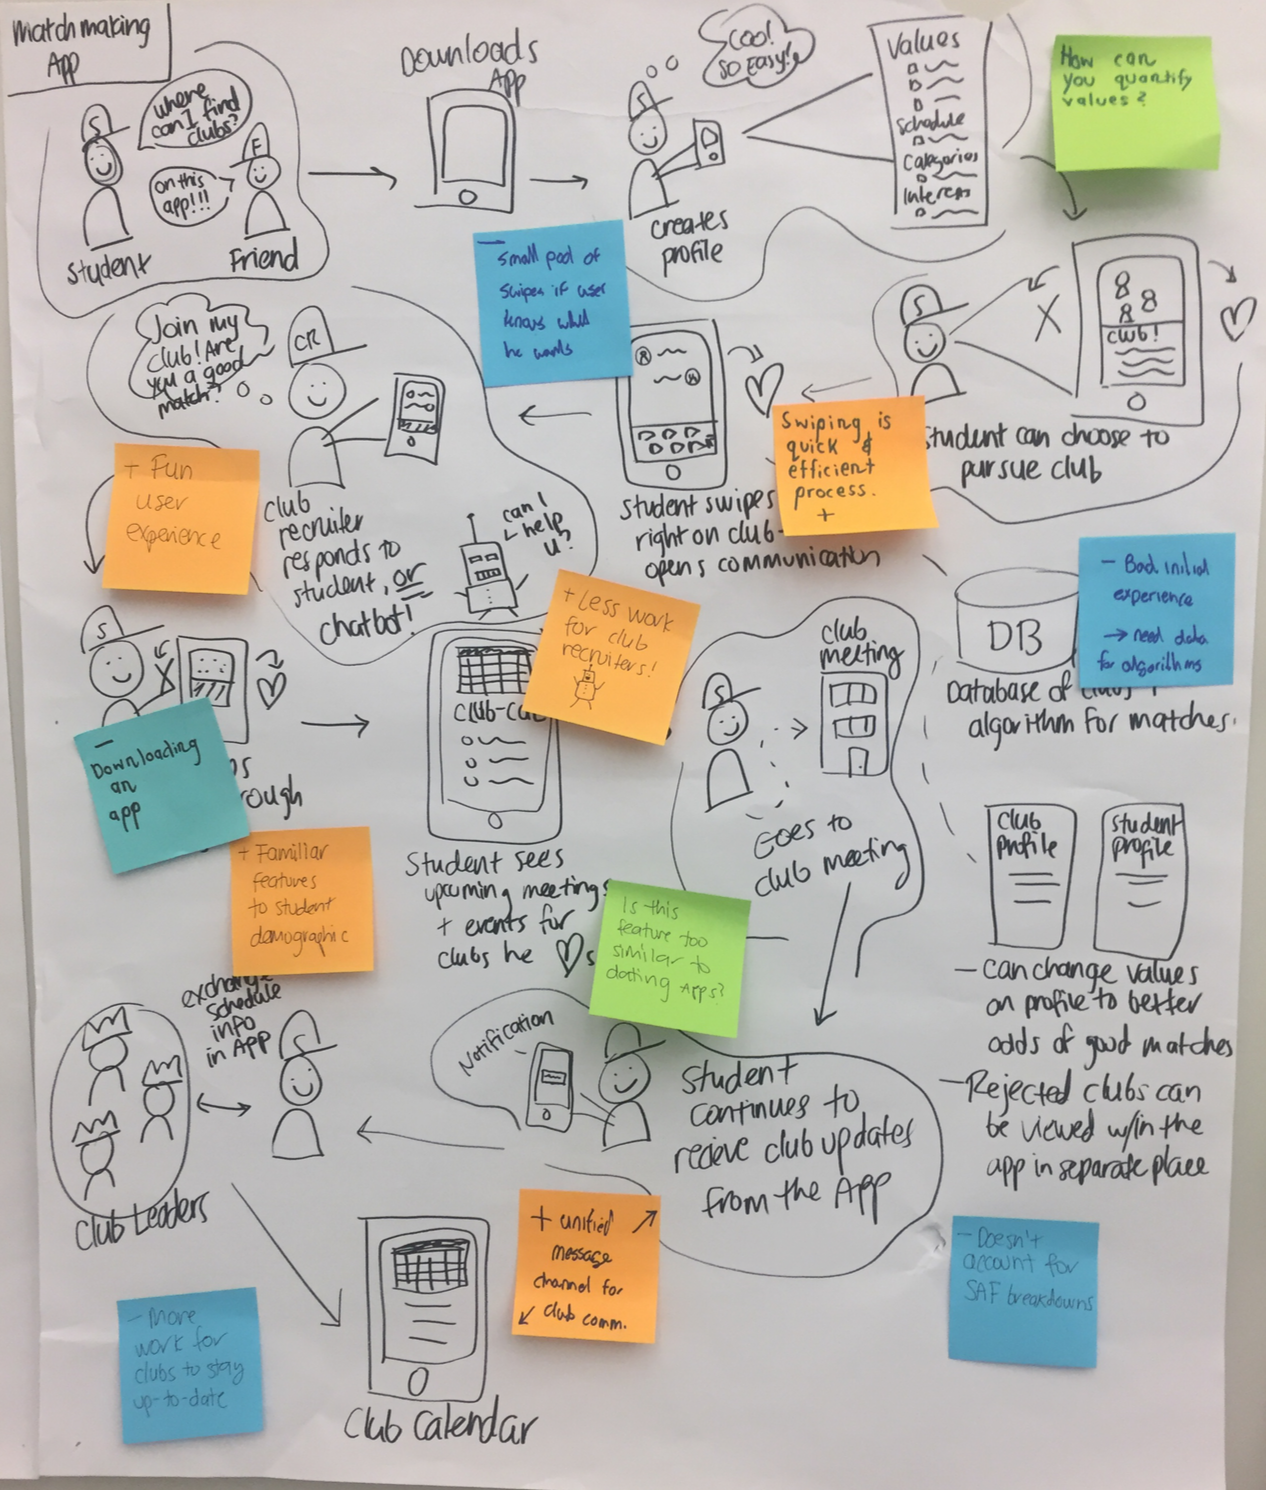 Matchmaking
App
where
can I find
clubs?
S
F
on this
app!!!
Student
Friend
Downloads
App
Cool!
SO Easy!
S
creates
profile
Values
Schedule
Categories
Interests
How can
you quantify
values?
S
X
club!
Student can choose to
pursue club
Swiping is
quick &
efficient
process.
+
Student swipes
right on club-
opens communication
- Small pool of
swipes if user
knows what
he wants
Join my
club! Are
you a good
match?
CR
club
recruiter
responds to
student, or
chatbot!
can I
help
u?
+ Fun
user
experience
S
X
rough
- Downloading
an
app
+ Familiar
features
to student
demographic
club-cal
Student sees
upcoming meetings
+ events for
clubs he ♡s
+ Less work
for club
recruiters!
S
club
meeting
Goes to
club meeting
Is this
feature too
similar to
dating Apps?
DB
Database of clubs +
algorithm for matches.
- Bad initial
experience
→ need data
for algorithms
Club
profile
Student
profile
- Can change values
on profile to better
odds of good matches
- Rejected clubs can
be viewed w/in the
app in separate place
- Doesn't
account for
SAF breakdowns
Notification
Student
continues to
recieve club updates
from the App
+ unified
message
channel for
club comm.
exchange
schedule
info
in App
Club Leaders
- More
work for
clubs to stay
up-to-date
Club Calendar